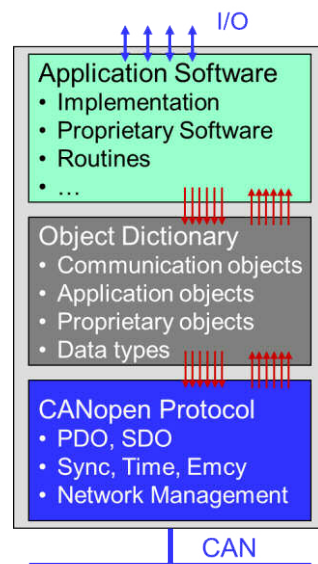 I/O
Application Software
• Implementation
• Proprietary Software
• Routines
• ...
Object Dictionary
• Communication objects
• Application objects
• Proprietary objects
• Data types
CANopen Protocol
• PDO, SDO
• Sync, Time, Emcy
• Network Management
CAN